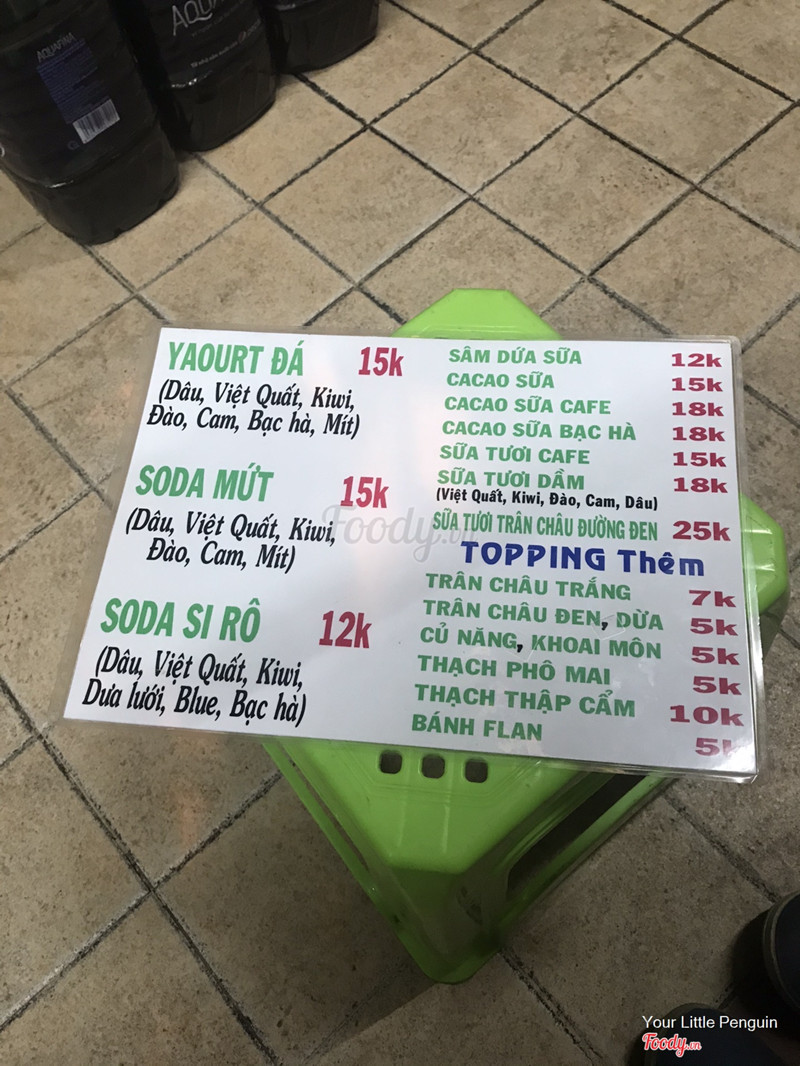 AQUAFINA
AQUAFINA
YAOURT ĐÁ 15k
(Dâu, Việt Quất, Kiwi,
Đào, Cam, Bạc hà, Mít)
SODA MỨT 15k
(Dâu, Việt Quất, Kiwi,
Đào, Cam, Mít)
SODA SI RÔ 12k
(Dâu, Việt Quất, Kiwi,
Dưa lưới, Blue, Bạc hà)
SÂM DỨA SỮA 12k
CACAO SỮA 15k
CACAO SỮA CAFE 18k
CACAO SỮA BẠC HÀ 18k
SỮA TƯƠI CAFE 15k
SỮA TƯƠI DẦM 18k
(Việt Quất, Kiwi, Đào, Cam, Dâu)
SỮA TƯƠI TRÂN CHÂU ĐƯỜNG ĐEN 25k
TOPPING Thêm
TRÂN CHÂU TRẮNG 7k
TRÂN CHÂU ĐEN, DỪA 5k
CỦ NĂNG, KHOAI MÔN 5k
THẠCH PHÔ MAI 5k
THẠCH THẬP CẨM 10k
BÁNH FLAN 5k
Foody.vn
Your Little Penguin
Foody.vn